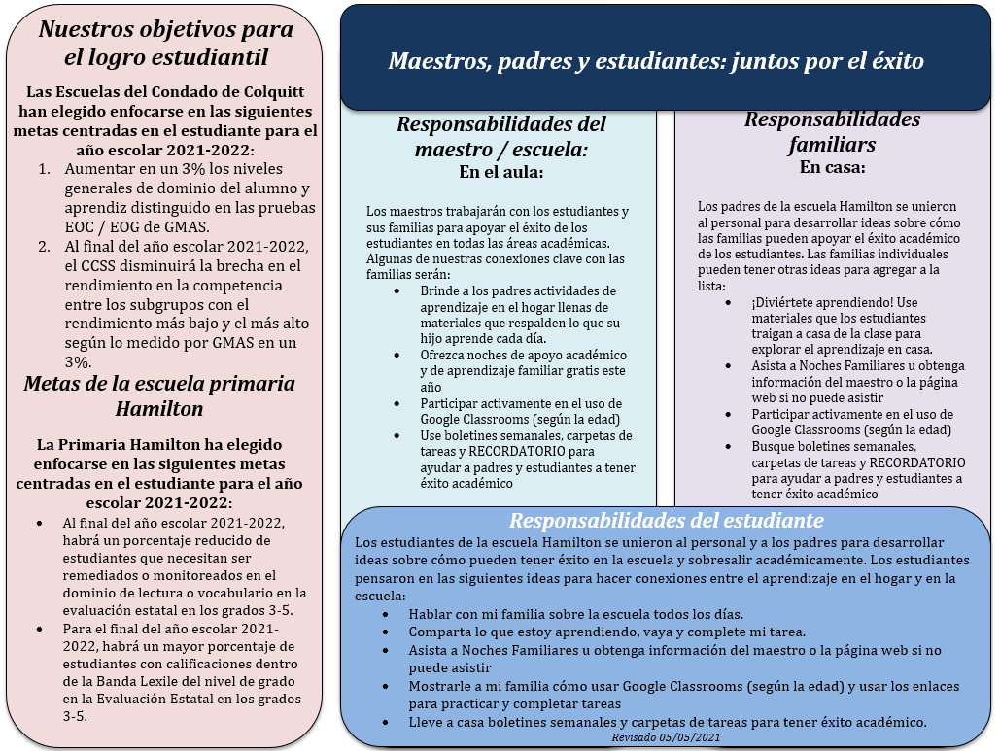 Nuestros objetivos para
el logro estudiantil
Las Escuelas del Condado de Colquitt
han elegido enfocarse en las siguientes
metas centradas en el estudiante para el
año escolar 2021-2022:
1. Aumentar en un 3% los niveles
generales de dominio del alumno y
aprendiz distinguido en las pruebas
EOC / EOG de GMAS.
2. Al final del año escolar 2021-2022,
el CCSS disminuirá la brecha en el
rendimiento en la competencia
entre los subgrupos con el
rendimiento más bajo y el más alto
según lo medido por GMAS en un
3%.
Metas de la escuela primaria
Hamilton
La Primaria Hamilton ha elegido
enfocarse en las siguientes metas
centradas en el estudiante para el año
escolar 2021-2022:
• Al final del año escolar 2021-2022,
habrá un porcentaje reducido de
estudiantes que necesitan ser
remediados o monitoreados en el
dominio de lectura o vocabulario en la
evaluación estatal en los grados 3-5.
• Para el final del año escolar 2021-
2022, habrá un mayor porcentaje de
estudiantes con calificaciones dentro
de la Banda Lexile del nivel de grado
en la Evaluación Estatal en los grados
3-5.
Maestros, padres y estudiantes: juntos por el éxito
Responsabilidades del
maestro / escuela:
En el aula:
Los maestros trabajarán con los estudiantes y
sus familias para apoyar el éxito de los
estudiantes en todas las áreas académicas.
Algunas de nuestras conexiones clave con las
familias serán:
• Brinde a los padres actividades de
aprendizaje en el hogar llenas de
materiales que respalden lo que su
hijo aprende cada día.
• Ofrezca noches de apoyo académico
y de aprendizaje familiar gratis este
año
• Participar activamente en el uso de
Google Classrooms (según la edad)
• Use boletines semanales, carpetas de
tareas y RECORDATORIO para
ayudar a padres y estudiantes a tener
éxito académico
Responsabilidades
familiars
En casa:
Los padres de la escuela Hamilton se unieron
al personal para desarrollar ideas sobre cómo
las familias pueden apoyar el éxito académico
de los estudiantes. Las familias individuales
pueden tener otras ideas para agregar a la
lista:
• ¡Diviértete aprendiendo! Use
materiales que los estudiantes
traigan a casa de la clase para
explorar el aprendizaje en casa.
• Asista a Noches Familiares u obtenga
información del maestro o la página
web si no puede asistir
• Participar activamente en el uso de
Google Classrooms (según la edad)
• Busque boletines semanales,
carpetas de tareas y RECORDATORIO
para ayudar a padres y estudiantes a
tener éxito académico
Responsabilidades del estudiante
Los estudiantes de la escuela Hamilton se unieron al personal y a los padres para desarrollar
ideas sobre cómo pueden tener éxito en la escuela y sobresalir académicamente. Los estudiantes
pensaron en las siguientes ideas para hacer conexiones entre el aprendizaje en el hogar y en la
escuela:
• Hablar con mi familia sobre la escuela todos los días.
• Comparta lo que estoy aprendiendo, vaya y complete mi tarea.
• Asista a Noches Familiares u obtenga información del maestro o la página web si no
puede asistir
• Mostrarle a mi familia cómo usar Google Classrooms (según la edad) y usar los enlaces
para practicar y completar tareas
• Lleve a casa boletines semanales y carpetas de tareas para tener éxito académico.
Revisado 05/05/2021